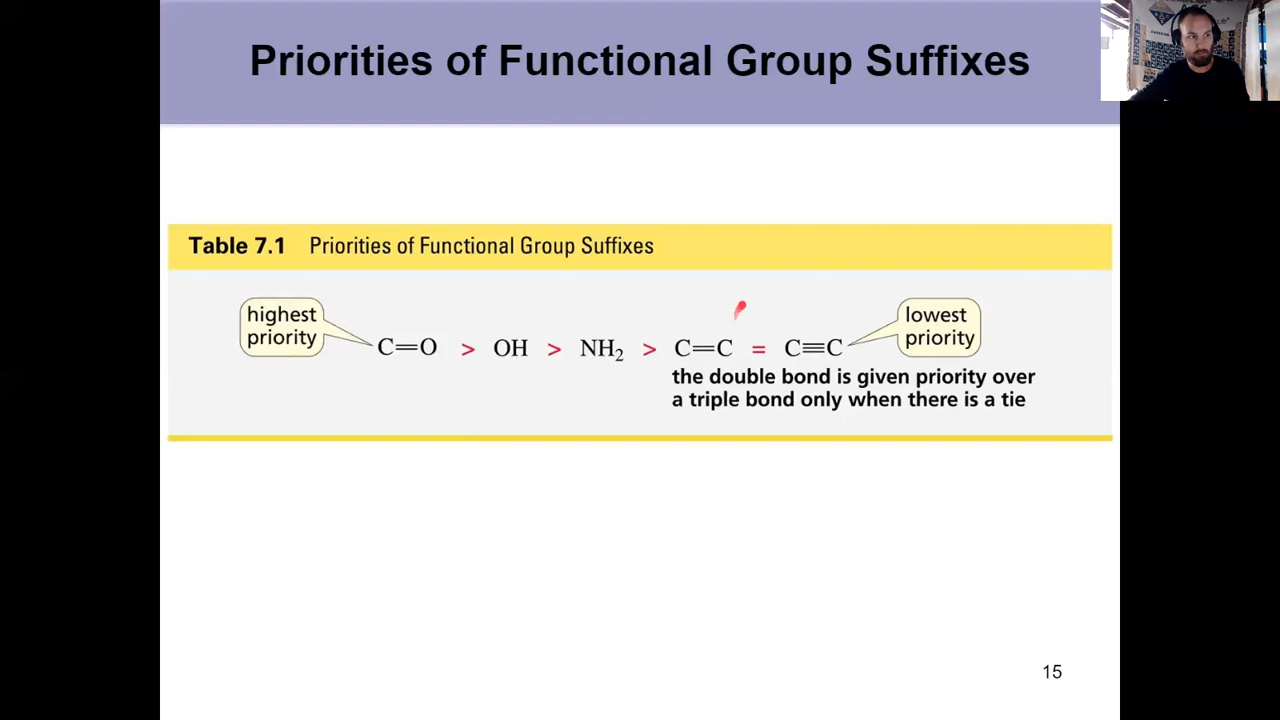 Priorities of Functional Group Suffixes
Table 7.1 Priorities of Functional Group Suffixes
highest
priority
C=O > OH > NH₂ > C=C = C≡C
lowest
priority
the double bond is given priority over
a triple bond only when there is a tie
15